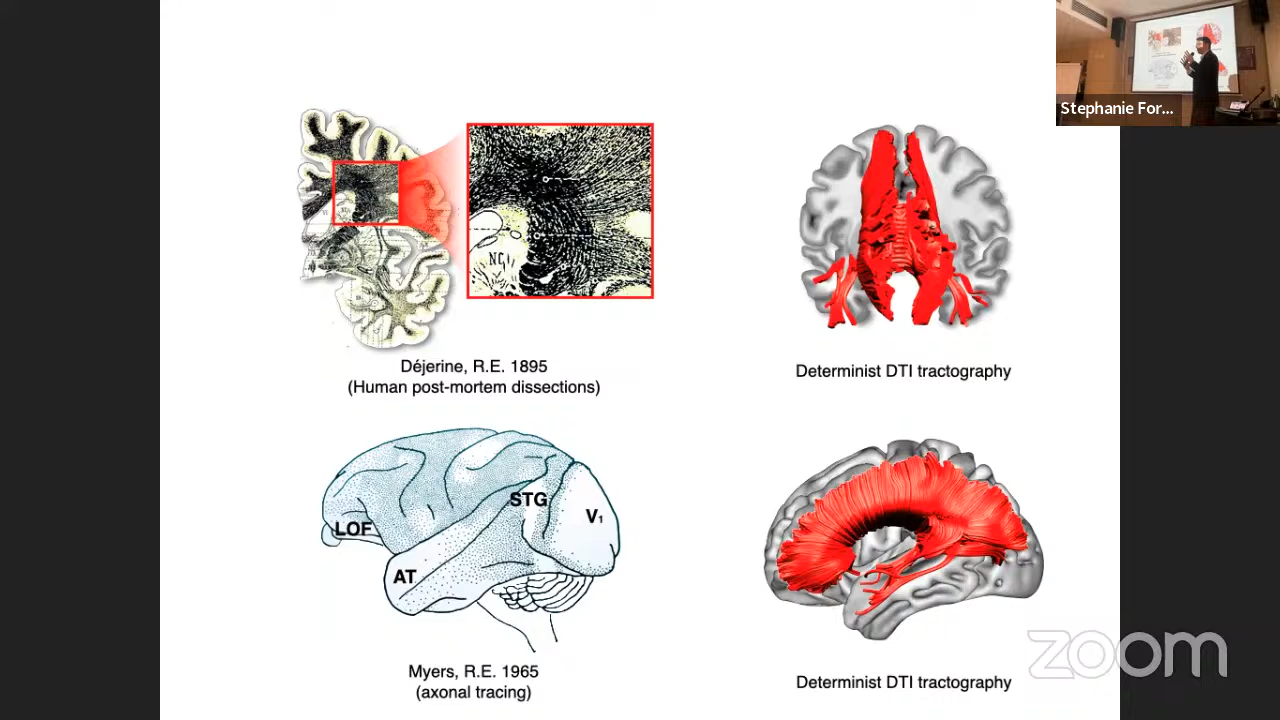 Stephanie For...
NC
Déjerine, R.E. 1895
(Human post-mortem dissections)
Determinist DTI tractography
STG
V1
LOF
AT
Myers, R.E. 1965
(axonal tracing)
Determinist DTI tractography
zoom